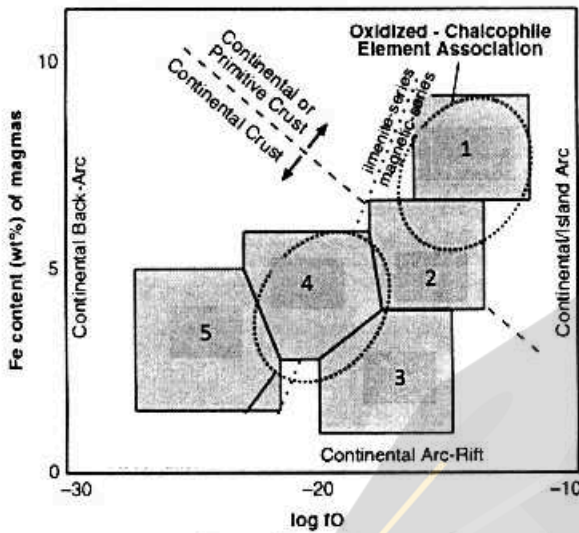 Oxidized - Chalcophile
Element Association
10
Continental or
Primitive Crust
Continental Crust
ilmenite-series
magnetic-series
1
Fe content (wt%) of magmas
Continental Back-Arc
Continental/Island Arc
5
4
2
5
3
0
Continental Arc-Rift
-30
-20
-10
log fO